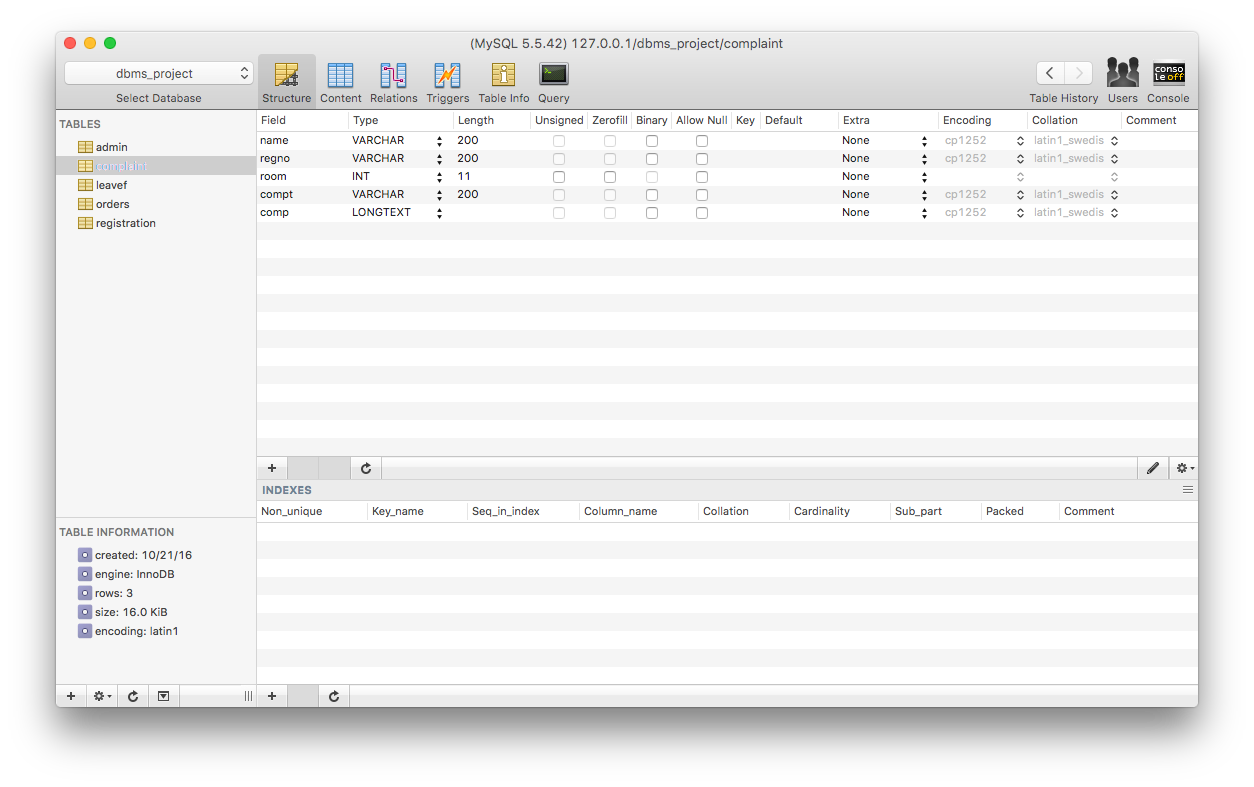 (MySQL 5.5.42) 127.0.0.1/dbms_project/complaint
dbms_project
Select Database
Structure Content Relations Triggers Table Info Query
console off
Table History Users Console
TABLES
admin
complaint
leavef
orders
registration
Field Type Length Unsigned Zerofill Binary Allow Null Key Default Extra Encoding Collation Comment
name VARCHAR 200 None cp1252 latin1_swedis
regno VARCHAR 200 None cp1252 latin1_swedis
room INT 11 None
compt VARCHAR 200 None cp1252 latin1_swedis
comp LONGTEXT None cp1252 latin1_swedis
INDEXES
Non_unique Key_name Seq_in_index Column_name Collation Cardinality Sub_part Packed Comment
TABLE INFORMATION
created: 10/21/16
engine: InnoDB
rows: 3
size: 16.0 KiB
encoding: latin1